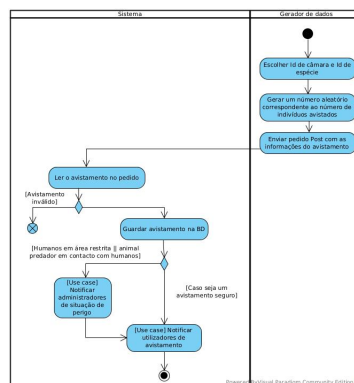 Sistema
Gerador de dados
Escolher Id de câmara e Id de
espécie
Gerar um número aleatório
correspondente ao número de
indivíduos avistados
Enviar pedido Post com as
informações do avistamento
Ler o avistamento no pedido
[Avistamento
inválido]
Guardar avistamento na BD
[Humanos em área restrita || animal
predador em contacto com humanos]
[Caso seja um
avistamento seguro]
[Use case]
Notificar
administradores
de situação de
perigo
[Use case] Notificar
utilizadores de
avistamento
Powered By Visual Paradigm Community Edition